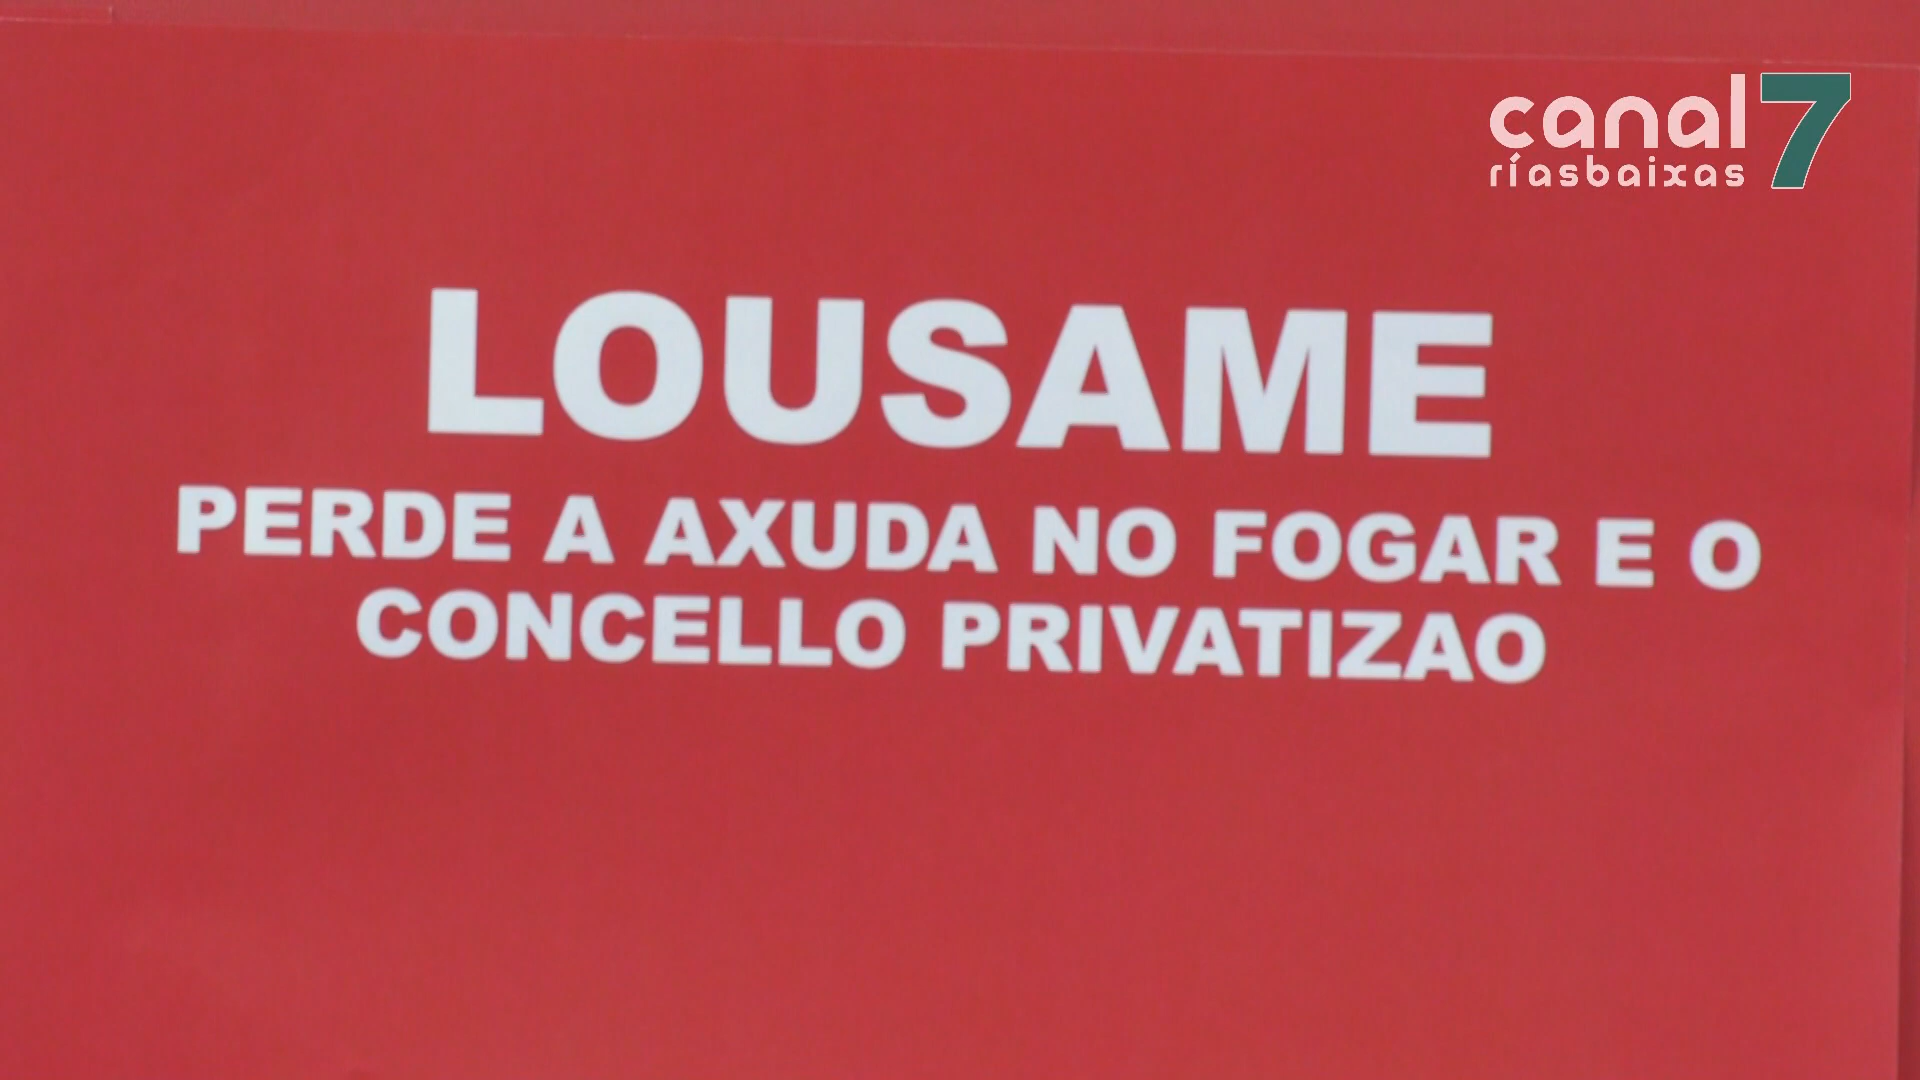 canal 7
ríasbaixas
LOUSAME
PERDE A AXUDA NO FOGAR E O
CONCELLO PRIVATIZAO